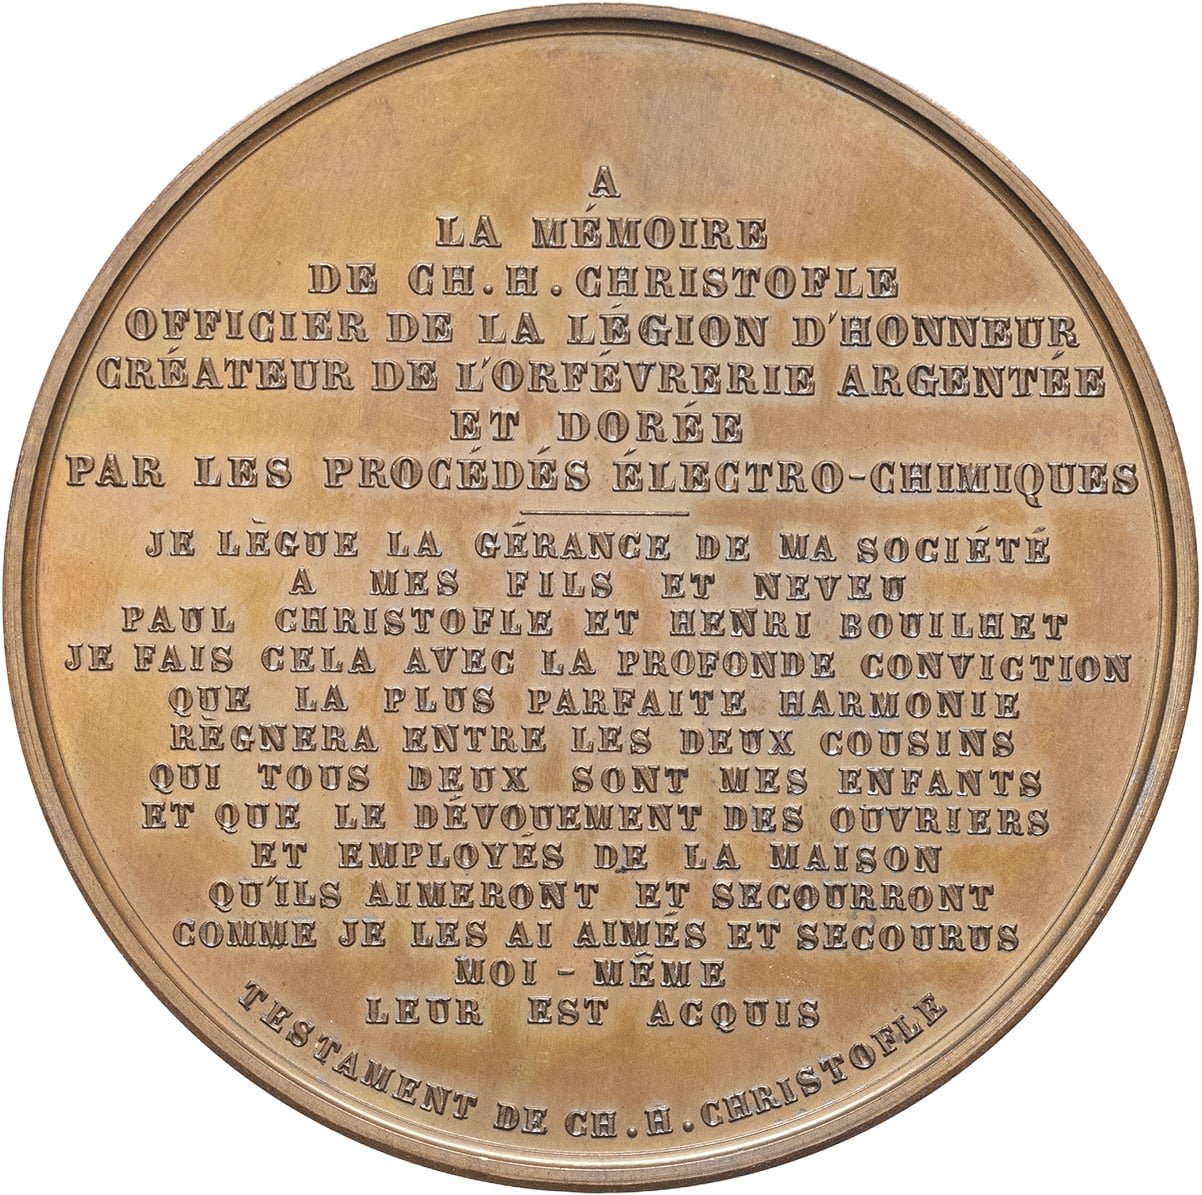 A
LA MÉMOIRE
DE CH.H.CHRISTOFLE
OFFICIER DE LA LÉGION D'HONNEUR
CRÉATEUR DE L'ORFÉVRERIE ARGENTÉE
ET DORÉE
PAR LES PROCÉDÉS ÉLECTRO-CHIMIQUES
JE LÈGUE LA GÉRANCE DE MA SOCIÉTÉ
A MES FILS ET NEVEU
PAUL CHRISTOFLE ET HENRI BOUILHET
JE FAIS CELA AVEC LA PROFONDE CONVICTION
QUE LA PLUS PARFAITE HARMONIE
RÈGNERA ENTRE LES DEUX COUSINS
QUI TOUS DEUX SONT MES ENFANTS
ET QUE LE DÉVOUEMENT DES OUVRIERS
ET EMPLOYÉS DE LA MAISON
QU'ILS AIMERONT ET SECOURRONT
COMME JE LES AI AIMÉS ET SECOURUS
MOI-MÊME
LEUR EST ACQUIS
TESTAMENT DE CH.H.CHRISTOFLE